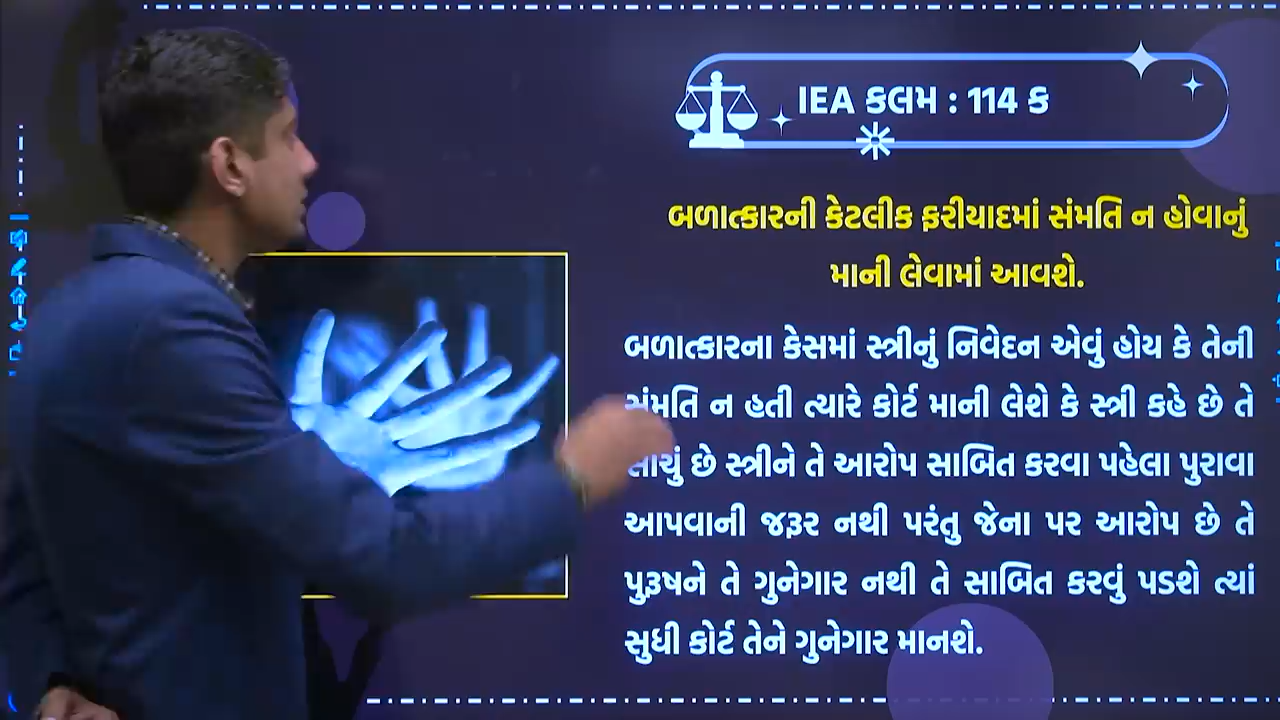 IEA કલમ : 114 ક
બળાત્કારની કેટલીક ફરીયાદમાં સંમતિ ન હોવાનું
માની લેવામાં આવશે.
બળાત્કારના કેસમાં સ્ત્રીનું નિવેદન એવું હોય કે તેની
સંમતિ ન હતી ત્યારે કોર્ટ માની લેશે કે સ્ત્રી કહે છે તે
સાચું છે સ્ત્રીને તે આરોપ સાબિત કરવા પહેલા પુરાવા
આપવાની જરૂર નથી પરંતુ જેના પર આરોપ છે તે
પુરૂષને તે ગુનેગાર નથી તે સાબિત કરવું પડશે ત્યાં
સુધી કોર્ટ તેને ગુનેગાર માનશે.